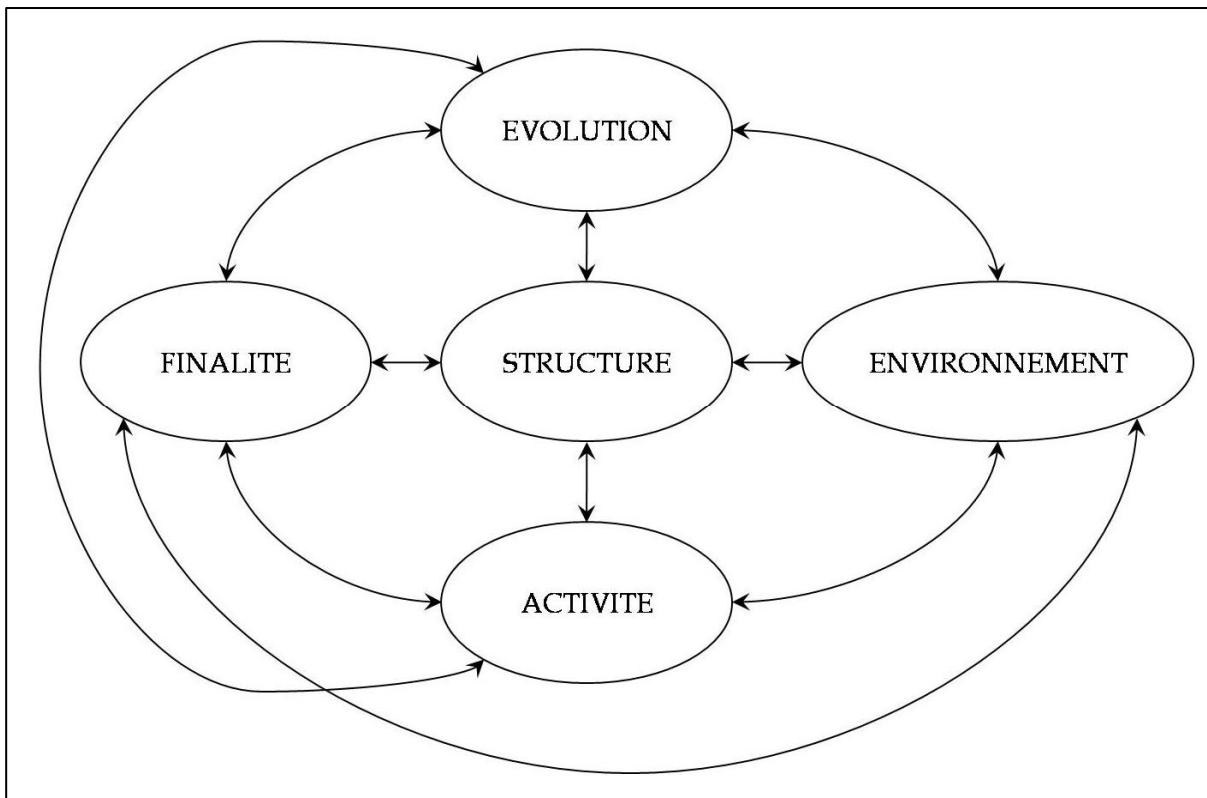 EVOLUTION
FINALITE
STRUCTURE
ENVIRONNEMENT
ACTIVITE